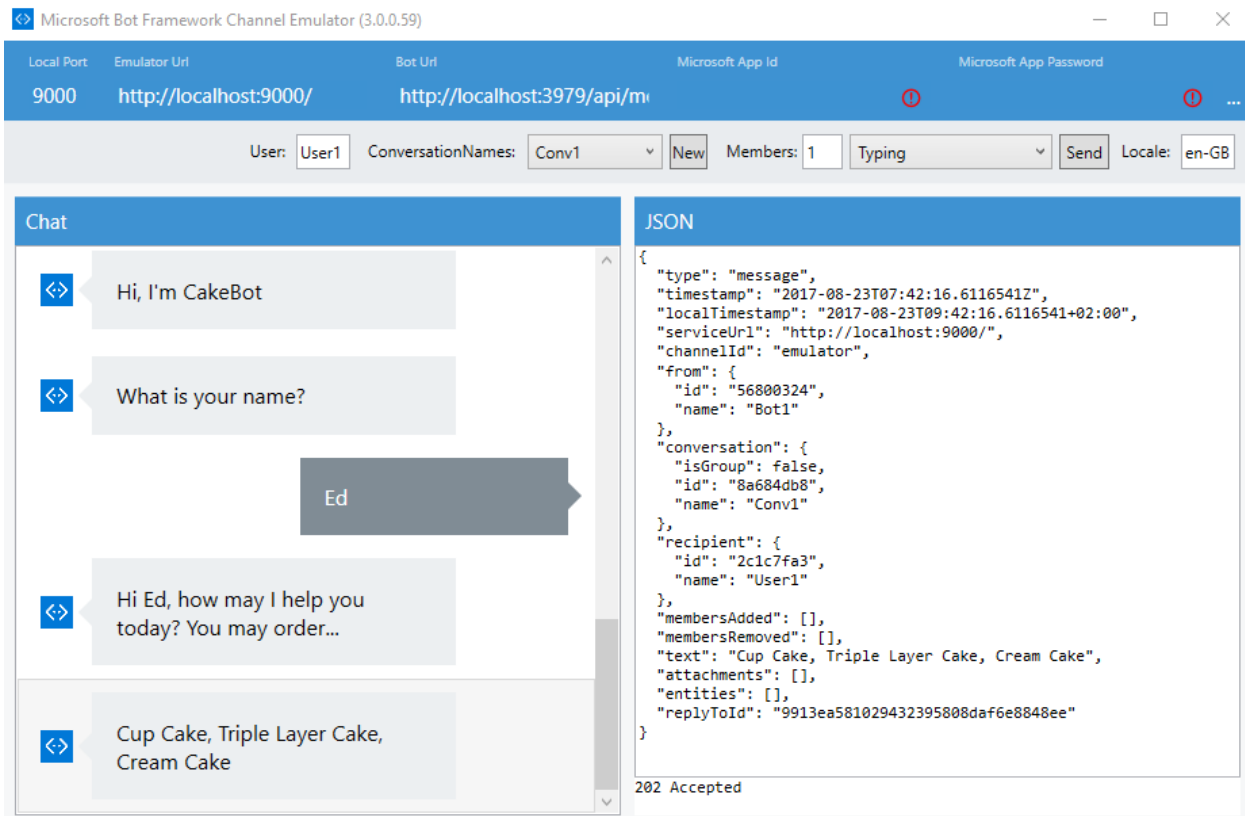 Microsoft Bot Framework Channel Emulator (3.0.0.59)
Local Port Emulator Url Bot Url Microsoft App Id Microsoft App Password
9000 http://localhost:9000/ http://localhost:3979/api/me
...
User: User1 ConversationNames: Conv1 New Members: 1 Typing Send Locale: en-GB
Chat
Hi, I'm CakeBot
What is your name?
Ed
Hi Ed, how may I help you
today? You may order...
Cup Cake, Triple Layer Cake,
Cream Cake
JSON
{
"type": "message",
"timestamp": "2017-08-23T07:42:16.6116541Z",
"localTimestamp": "2017-08-23T09:42:16.6116541+02:00",
"serviceUrl": "http://localhost:9000/",
"channelId": "emulator",
"from": {
"id": "56800324",
"name": "Bot1"
},
"conversation": {
"isGroup": false,
"id": "8a684db8",
"name": "Conv1"
},
"recipient": {
"id": "2c1c7fa3",
"name": "User1"
},
"membersAdded": [],
"membersRemoved": [],
"text": "Cup Cake, Triple Layer Cake, Cream Cake",
"attachments": [],
"entities": [],
"replyToId": "9913ea581029432395808daf6e8848ee"
}
202 Accepted